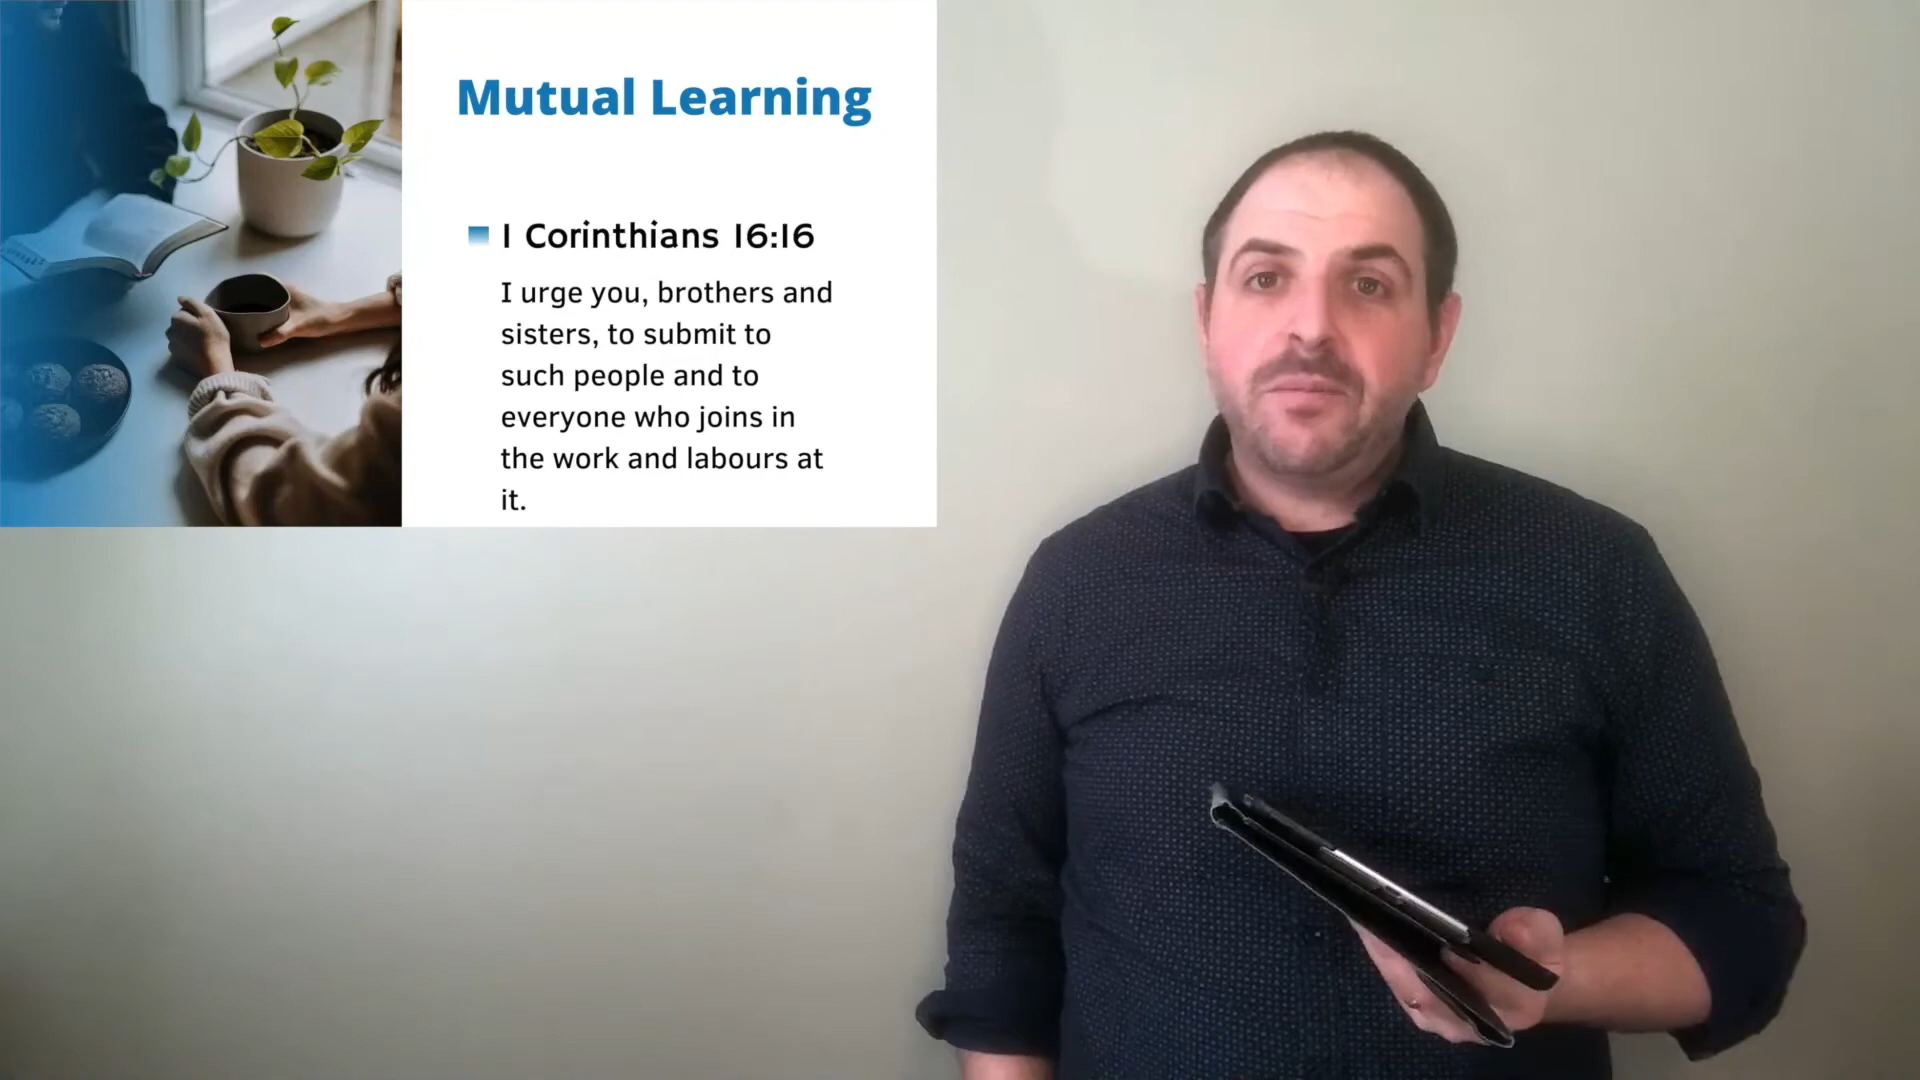 Mutual Learning
1 Corinthians 16:16
I urge you, brothers and
sisters, to submit to
such people and to
everyone who joins in
the work and labours at
it.